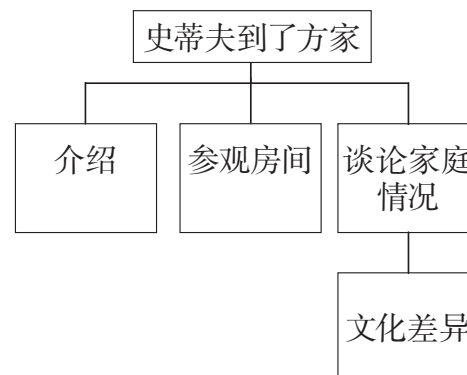 史蒂夫到了方家
介绍
参观房间
谈论家庭
情况
文化差异